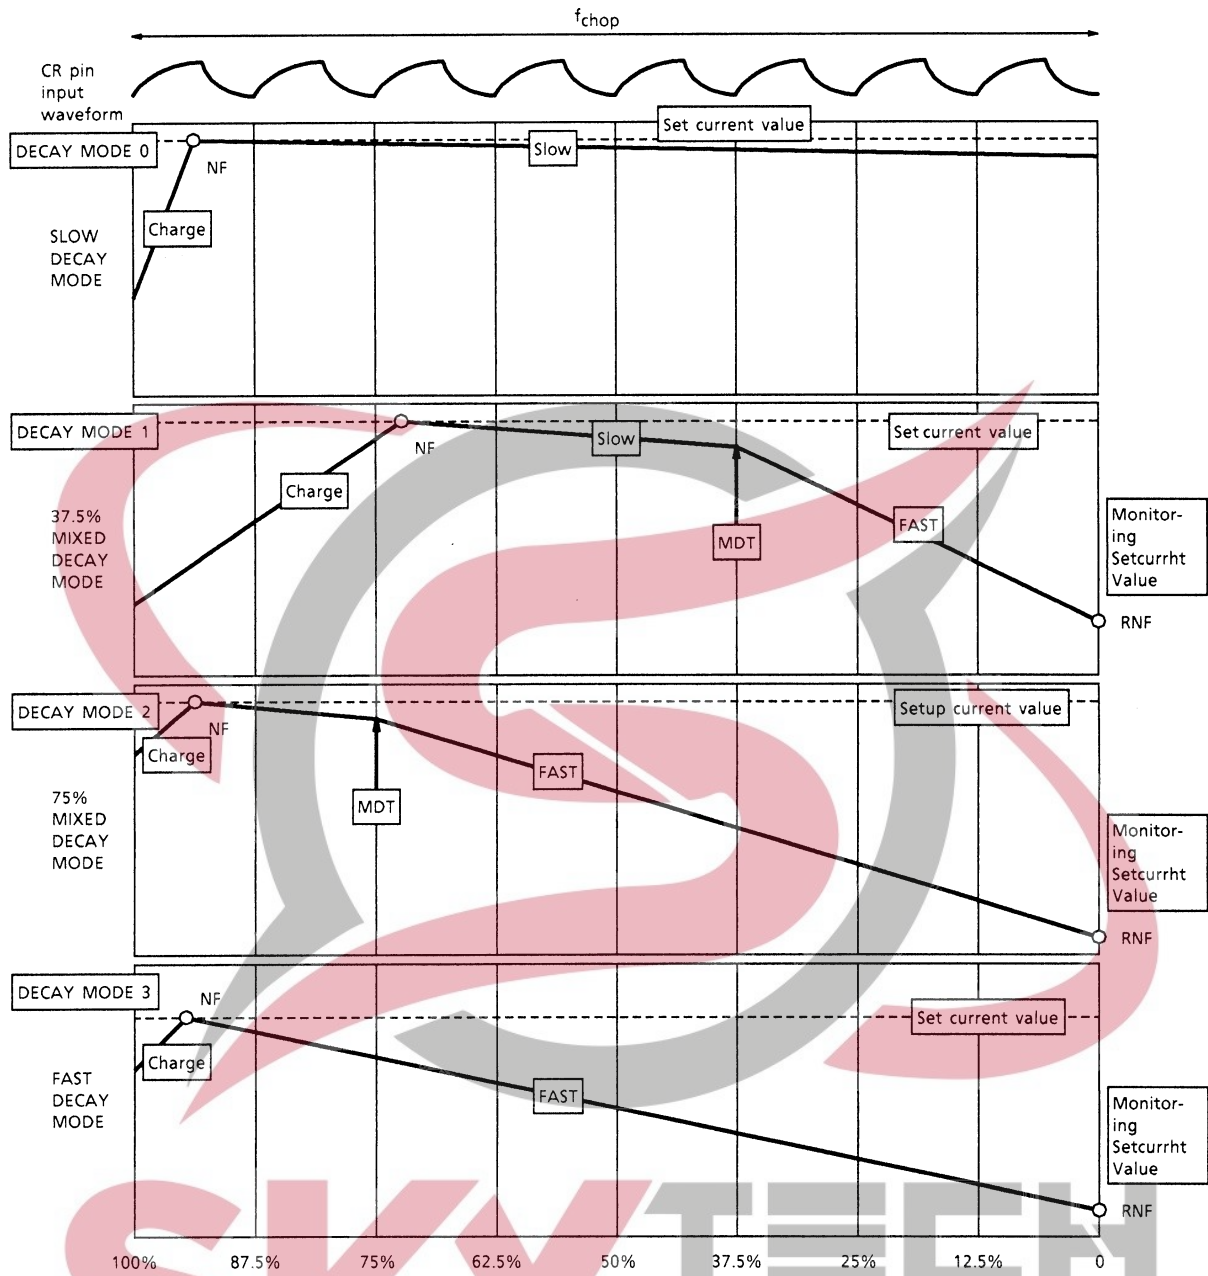 fchop
CR pin
input
waveform
Set current value
DECAY MODE 0
Slow
NF
Charge
SLOW
DECAY
MODE
DECAY MODE 1
Set current value
NF
Slow
Charge
37.5%
MIXED
DECAY
MODE
MDT
FAST
Monitor-
ing
Setcurrht
Value
RNF
DECAY MODE 2
Setup current value
NF
Charge
FAST
75%
MIXED
DECAY
MODE
MDT
Monitor-
ing
Setcurrht
Value
RNF
DECAY MODE 3
NF
Set current value
Charge
FAST
DECAY
MODE
FAST
Monitor-
ing
Setcurrht
Value
RNF
SKYTECH
100% 87.5% 75% 62.5% 50% 37.5% 25% 12.5% 0